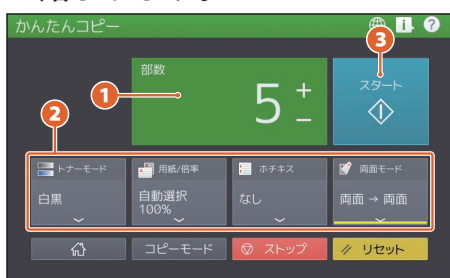 かんたんコピー
i
?
3
部数
1
5
+
−
スタート
2
トナーモード
用紙/倍率
ホチキス
両面モード
白黒
自動選択
100%
なし
両面 → 両面
コピーモード
ストップ
リセット